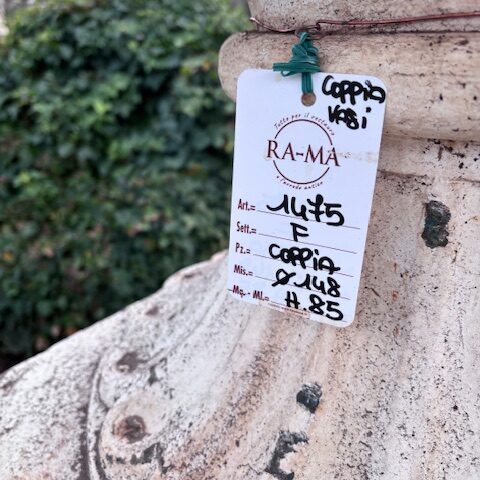 COPPIA
VASI
Tutto per il restauro
RA-MA
e l'arredo antico
Art.= 1475
Sett.= F
Pz.= COPPIA
Mis.= Ø 148
Mq. - Ml.= H.85